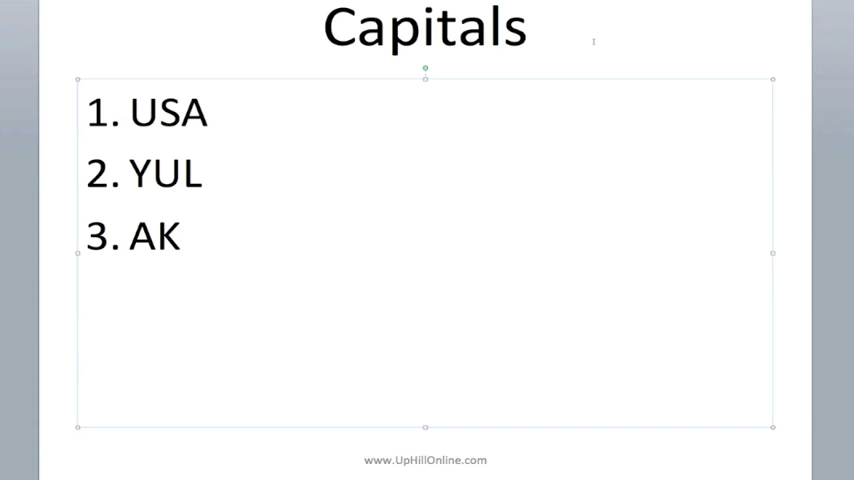 Capitals
1. USA
2. YUL
3. AK
www.UpHillOnline.com